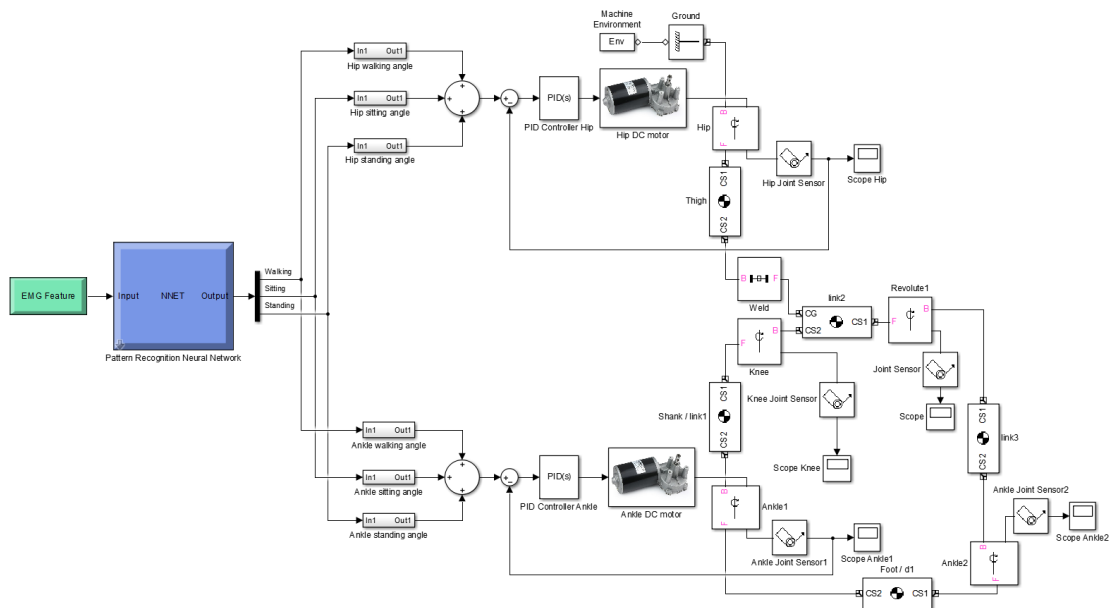 Machine
Environment
Env
Ground
In1 Out1
Hip walking angle
In1 Out1
Hip sitting angle
In1 Out1
Hip standing angle
+
+
+
+
−
PID(s)
PID Controller Hip
Hip DC motor
B
F
Hip
Hip Joint Sensor
Scope Hip
CS1
CS2
Thigh
EMG Feature
Input NNET Output
Pattern Recognition Neural Network
Walking
Sitting
Standing
B F
Weld
link2
CG
CS2
CS1
Revolute1
F
B
F
B
Knee
Joint Sensor
Scope
CS1
CS2
Shank / link1
Knee Joint Sensor
Scope Knee
CS1
CS2
link3
In1 Out1
Ankle walking angle
In1 Out1
Ankle sitting angle
In1 Out1
Ankle standing angle
+
+
+
+
−
PID(s)
PID Controller Ankle
Ankle DC motor
B
F
Ankle1
Ankle Joint Sensor1
Scope Ankle1
Ankle Joint Sensor2
Scope Ankle2
B
F
Ankle2
Foot / d1
CS2 CS1